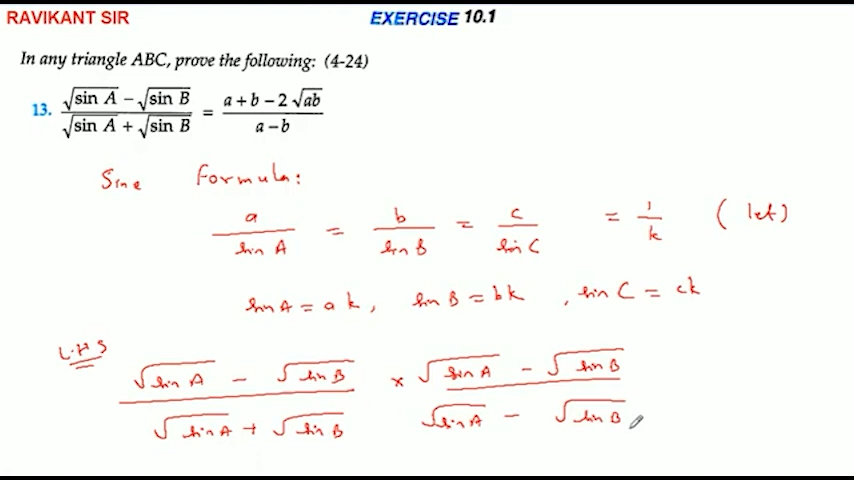 RAVIKANT SIR EXERCISE 10.1
In any triangle ABC, prove the following: (4-24)
13. (√sin A − √sin B)/(√sin A + √sin B) = (a + b − 2√ab)/(a − b)
Sine Formula:
a/sin A = b/sin B = c/sin C = 1/k (let)
sin A = a k, sin B = bk, sin C = ck
L.H.S
(√sin A − √sin B)/(√sin A + √sin B) × (√sin A − √sin B)/(√sin A − √sin B)